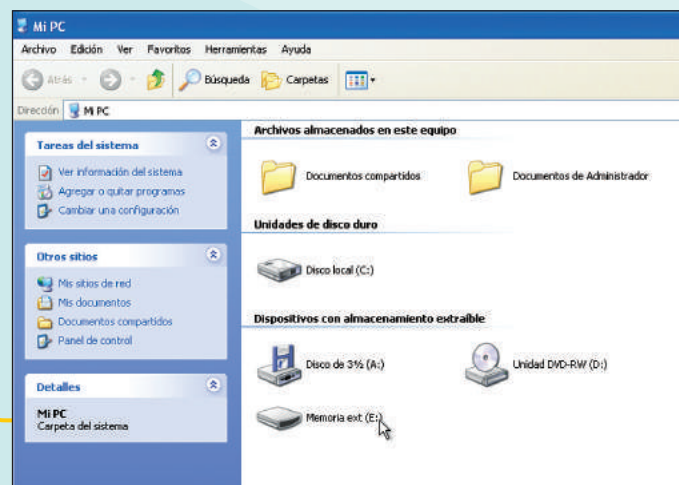 Mi PC
Archivo Edición Ver Favoritos Herramientas Ayuda
Atrás Búsqueda Carpetas
Dirección Mi PC
Tareas del sistema
Ver información del sistema
Agregar o quitar programas
Cambiar una configuración
Otros sitios
Mis sitios de red
Mis documentos
Documentos compartidos
Panel de control
Detalles
Mi PC
Carpeta del sistema
Archivos almacenados en este equipo
Documentos compartidos Documentos de Administrador
Unidades de disco duro
Disco local (C:)
Dispositivos con almacenamiento extraíble
Disco de 3½ (A:) Unidad DVD-RW (D:)
Memoria ext (E:)